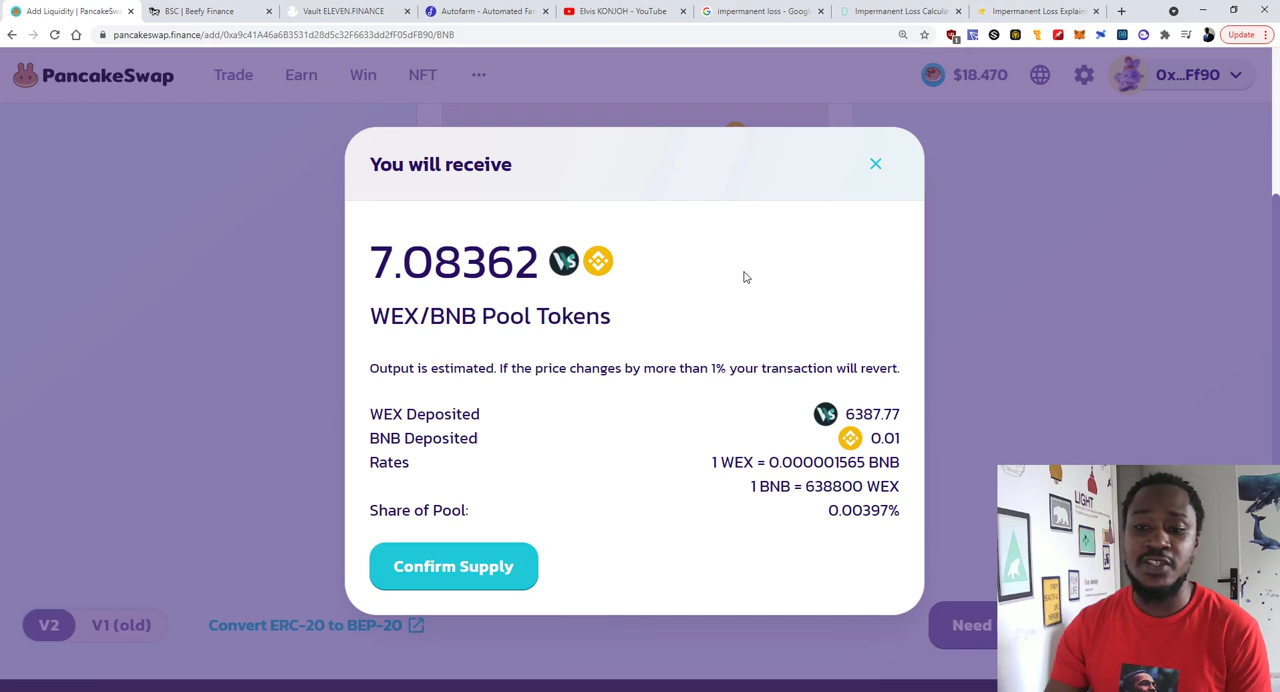 Add Liquidity | PancakeSwa
BSC | Beefy Finance
Vault ELEVEN.FINANCE
Autofarm - Automated Far
Elvis KONJOH - YouTube
impermanent loss - Googl
Impermanent Loss Calcula
Impermanent Loss Explain
pancakeswap.finance/add/0xa9c41A46a6B3531d28d5c32F6633dd2fF05dFB90/BNB
1
Update
PancakeSwap
Trade
Earn
Win
NFT
$18.470
0x...Ff90
You will receive
7.08362
WEX/BNB Pool Tokens
Output is estimated. If the price changes by more than 1% your transaction will revert.
WEX Deposited
6387.77
BNB Deposited
0.01
Rates
1 WEX = 0.000001565 BNB
1 BNB = 638800 WEX
Share of Pool:
0.00397%
Confirm Supply
V2
V1 (old)
Convert ERC-20 to BEP-20
Need
LIGHT